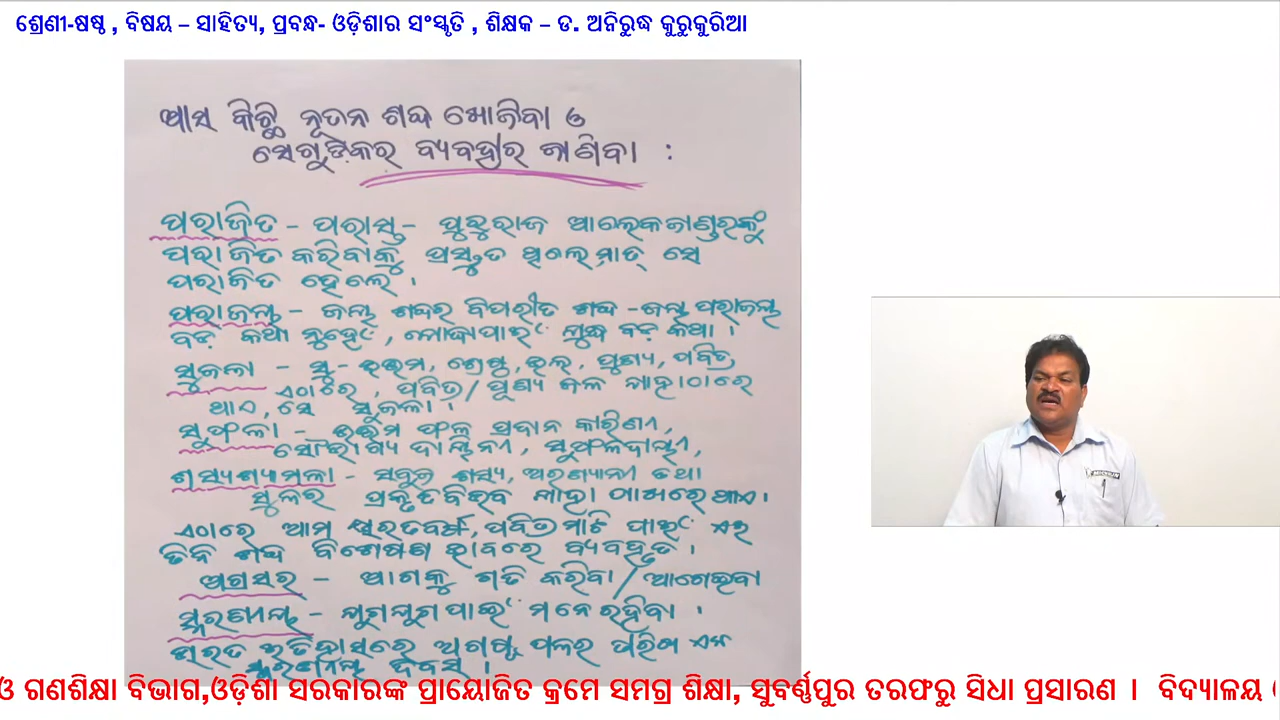 ଶ୍ରେଣୀ-ଷଷ୍ଠ , ବିଷୟ – ସାହିତ୍ୟ, ପ୍ରବନ୍ଧ- ଓଡ଼ିଶାର ସଂସ୍କୃତି , ଶିକ୍ଷକ – ଡ. ଅନିରୁଦ୍ଧ କୁରୁକୁରିଆ
ଆସ କିଛି ନୂତନ ଶବ୍ଦ ଖୋଜିବା ଓ
ସେଗୁଡ଼ିକର ବ୍ୟବହାର ଜାଣିବା :
ପରାଜିତ – ପରାସ୍ତ – ପୁରୁରାଜ ଆଲେକଜାଣ୍ଡରଙ୍କୁ
ପରାଜିତ କରିବାକୁ ପ୍ରସ୍ତୁତ ଥିଲେ, ମାତ୍ର ସେ
ପରାଜିତ ହେଲେ ।
ପରାଜୟ – ଜୟ ଶବ୍ଦର ବିପରୀତ ଶବ୍ଦ – ଜୟ ପରାଜୟ
ବଡ଼ କଥା ନୁହେଁ , ଯୋଦ୍ଧାପାଇଁ ଯୁଦ୍ଧ ବଡ଼ କଥା ।
ସୁଜଳା – ସୁ – ଉତ୍ତମ, ଶ୍ରେଷ୍ଠ, ଭଲ, ପୁଣ୍ୟ, ପବିତ୍ର
ଏଠାରେ , ପବିତ୍ର/ପୁଣ୍ୟ ଜଳ ଯାହାଠାରେ
ଥାଏ , ସେ ସୁଜଳା ।
ସୁଫଳା – ଉତ୍ତମ ଫଳ ପ୍ରଦାନ କାରିଣୀ ,
ସୌଭାଗ୍ୟ ଦାୟିନୀ , ସୁଫଳଦାୟୀ ,
ଶସ୍ୟଶ୍ୟାମଳା – ସବୁଜ ଶସ୍ୟ, ଅରଣ୍ୟାନୀ ତଥା
ପ୍ରକୃତି ଯାହା ପାଖରେ ଥାଏ ।
ଏଠାରେ ଆମ ଭାରତବର୍ଷ, ପବିତ୍ର ମାଟି ପାଇଁ ଏହି
ତିନି ଶବ୍ଦ ବିଶେଷଣ ଭାବରେ ବ୍ୟବହୃତ ।
ଅଗ୍ରସର – ଆଗକୁ ଗତି କରିବା / ଆଗେଇବା
ସ୍ମରଣୀୟ – ଯୁଗଯୁଗ ପାଇଁ ମନେ ରହିବା ।
ଭାରତ ଇତିହାସରେ ଅଗଷ୍ଟ ପନ୍ଦର ତାରିଖ ଏକ
ସ୍ମରଣୀୟ ଦିବସ ।
ଓ ଗଣଶିକ୍ଷା ବିଭାଗ,ଓଡ଼ିଶା ସରକାରଙ୍କ ପ୍ରାୟୋଜିତ କ୍ରମେ ସମଗ୍ର ଶିକ୍ଷା, ସୁବର୍ଣ୍ଣପୁର ତରଫରୁ ସିଧା ପ୍ରସାରଣ । ବିଦ୍ୟାଳୟ